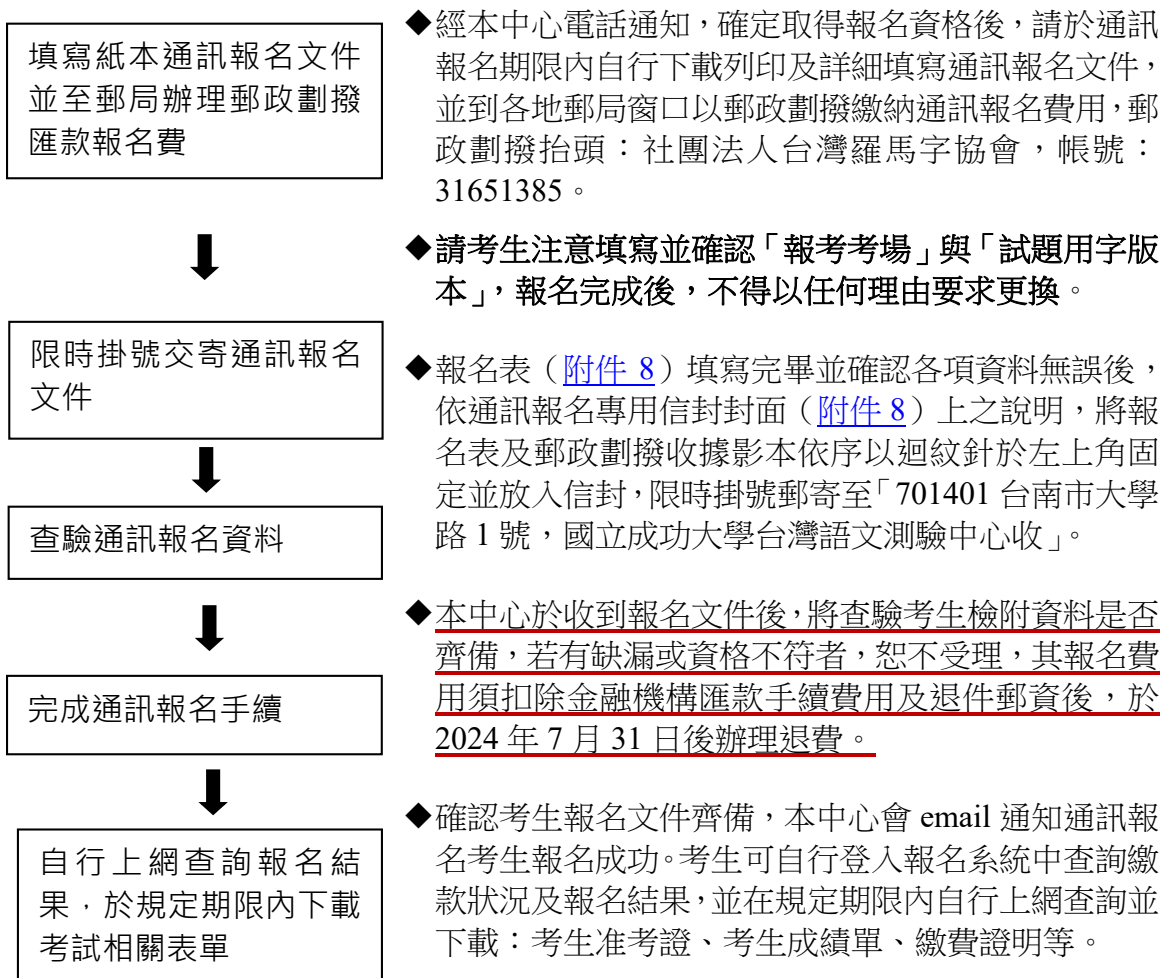 填寫紙本通訊報名文件
並至郵局辦理郵政劃撥
匯款報名費
◆經本中心電話通知，確定取得報名資格後，請於通訊
報名期限內自行下載列印及詳細填寫通訊報名文件，
並到各地郵局窗口以郵政劃撥繳納通訊報名費用，郵
政劃撥抬頭：社團法人台灣羅馬字協會，帳號：
31651385。
◆請考生注意填寫並確認「報考考場」與「試題用字版
本」，報名完成後，不得以任何理由要求更換。
限時掛號交寄通訊報名
文件
◆報名表（附件 8）填寫完畢並確認各項資料無誤後，
依通訊報名專用信封封面（附件 8）上之說明，將報
名表及郵政劃撥收據影本依序以迴紋針於左上角固
定並放入信封，限時掛號郵寄至「701401 台南市大學
路 1 號，國立成功大學台灣語文測驗中心收」。
查驗通訊報名資料
◆本中心於收到報名文件後，將查驗考生檢附資料是否
齊備，若有缺漏或資格不符者，恕不受理，其報名費
用須扣除金融機構匯款手續費用及退件郵資後，於
2024 年 7 月 31 日後辦理退費。
完成通訊報名手續
◆確認考生報名文件齊備，本中心會 email 通知通訊報
名考生報名成功。考生可自行登入報名系統中查詢繳
款狀況及報名結果，並在規定期限內自行上網查詢並
下載：考生准考證、考生成績單、繳費證明等。
自行上網查詢報名結
果，於規定期限內下載
考試相關表單